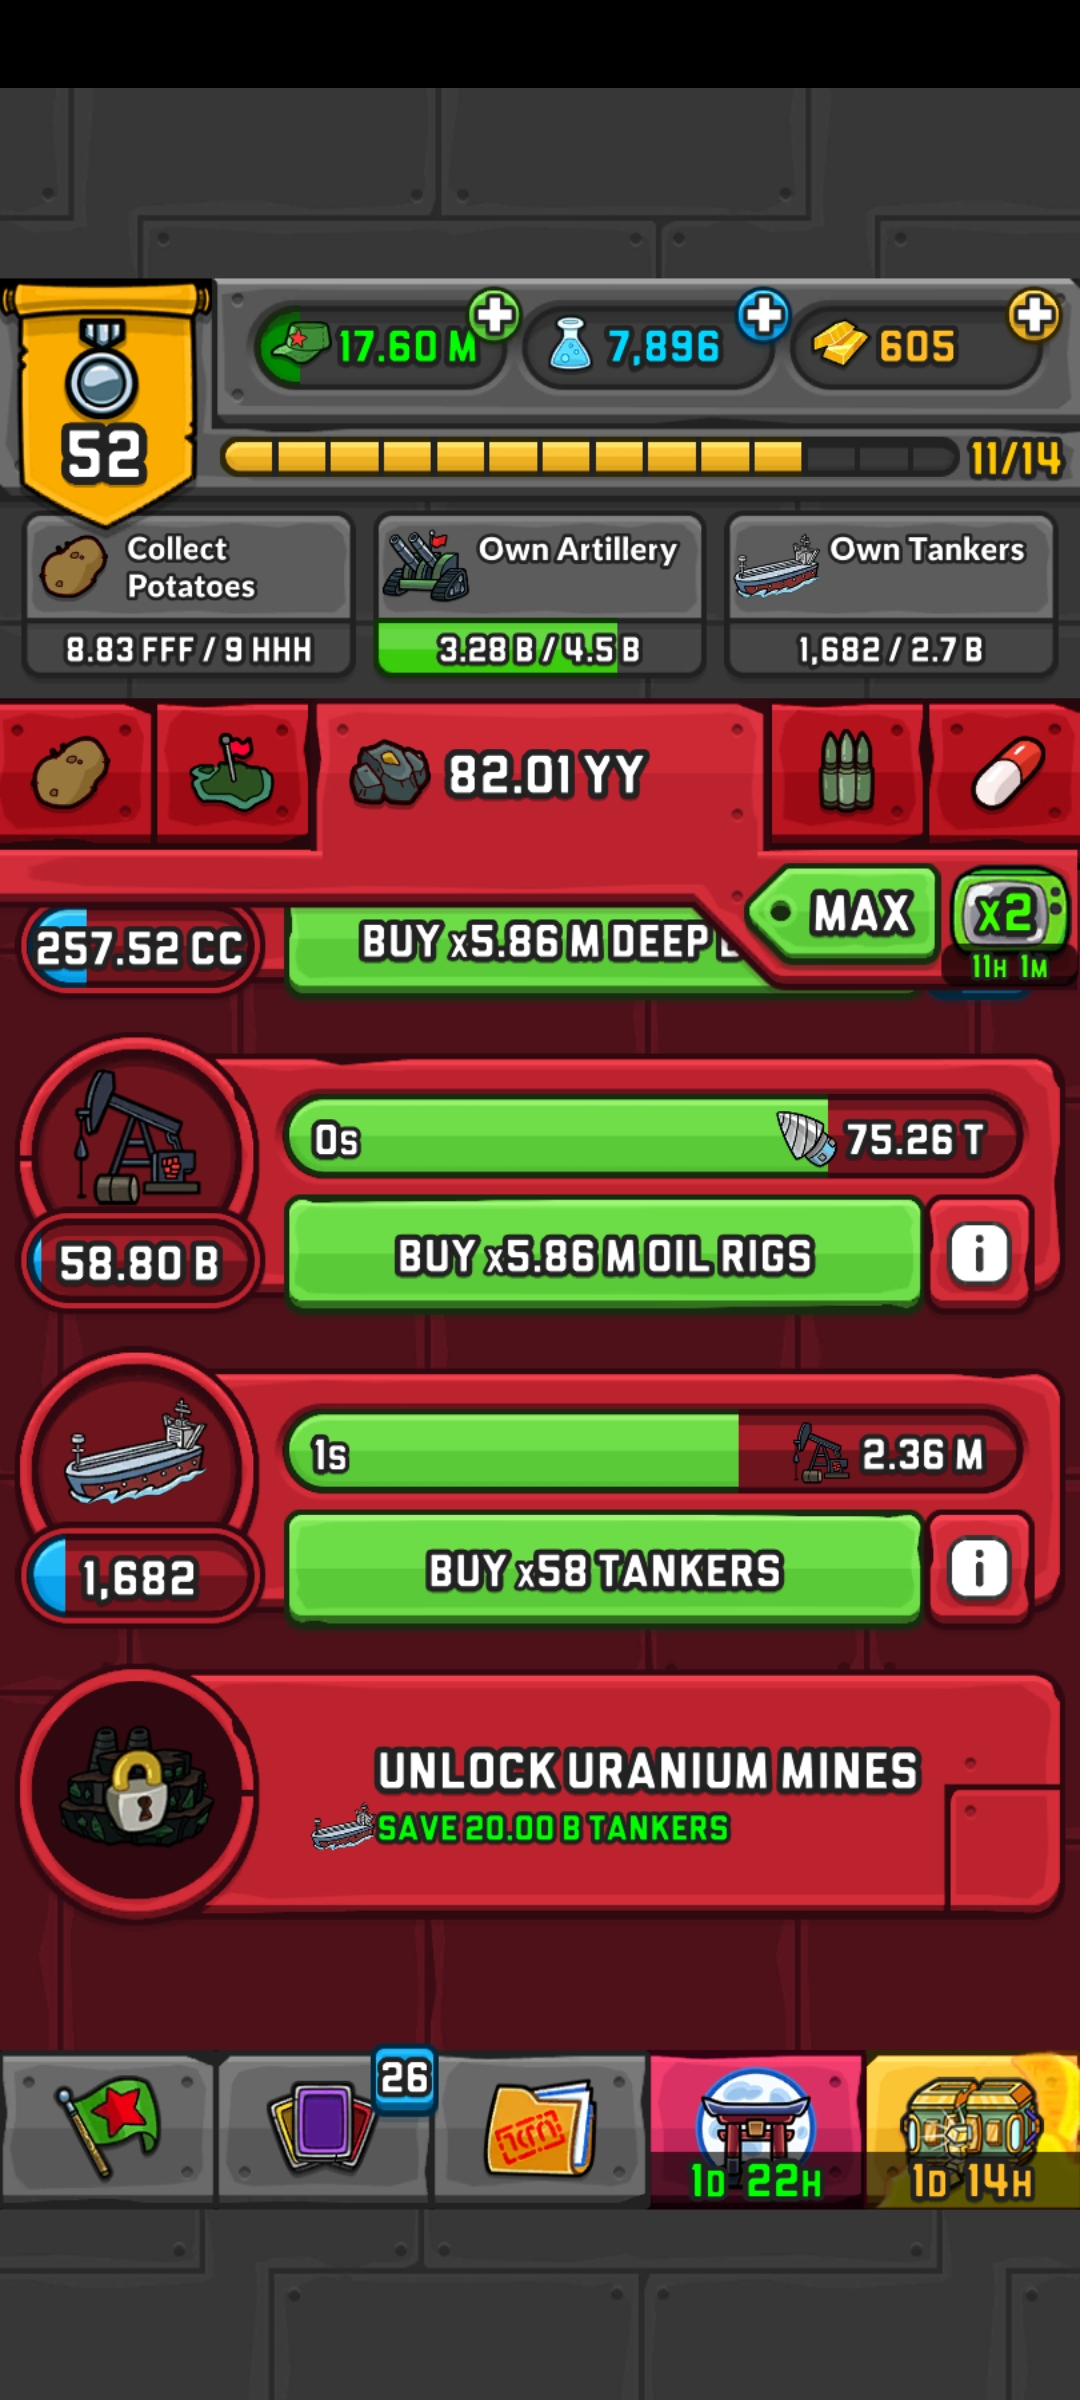 17.60 M
7,896
605
52
11/14
Collect
Potatoes
Own Artillery
Own Tankers
8.83 FFF / 9 HHH
3.28 B / 4.5 B
1,682 / 2.7 B
82.01 YY
MAX
x2
11H 1M
257.52 CC
BUY x5.86 M DEEP
0s
75.26 T
58.80 B
BUY x5.86 M OIL RIGS
i
1s
2.36 M
1,682
BUY x58 TANKERS
i
UNLOCK URANIUM MINES
SAVE 20.00 B TANKERS
26
1D 22H
1D 14H